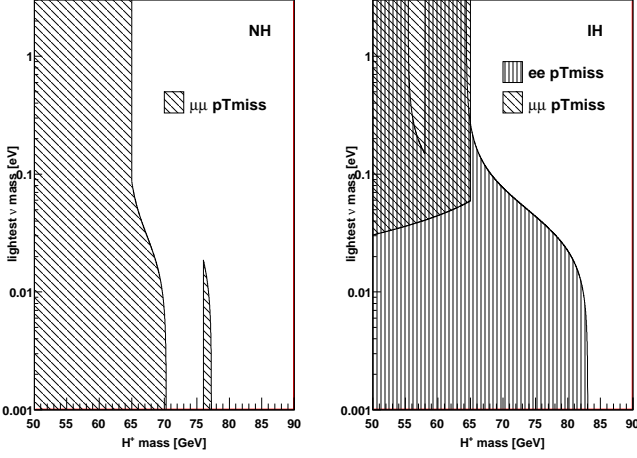 NH
μμ pTmiss
lightest ν mass [eV]
1
0.1
0.01
0.001
50 55 60 65 70 75 80 85 90
H⁺ mass [GeV]
IH
ee pTmiss
μμ pTmiss
lightest ν mass [eV]
1
0.1
0.01
0.001
50 55 60 65 70 75 80 85 90
H⁺ mass [GeV]